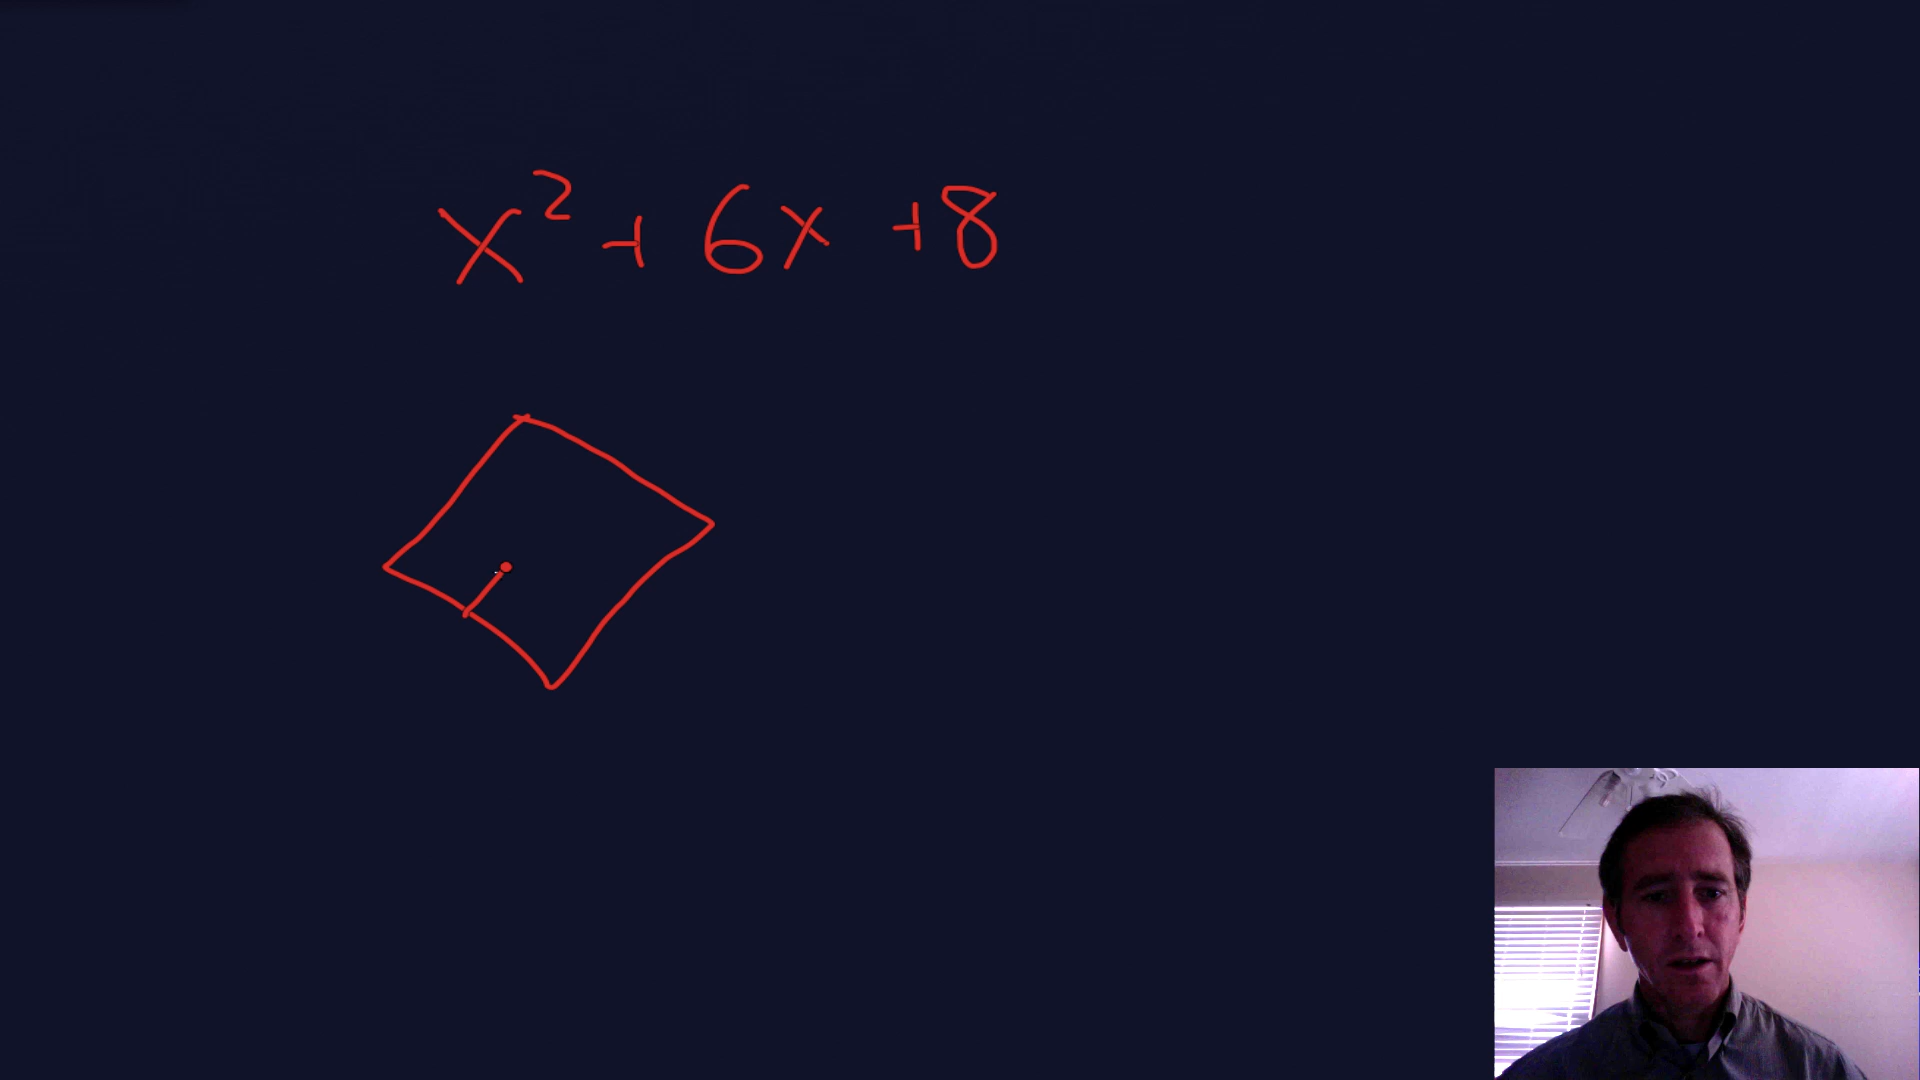 x² + 6x + 8